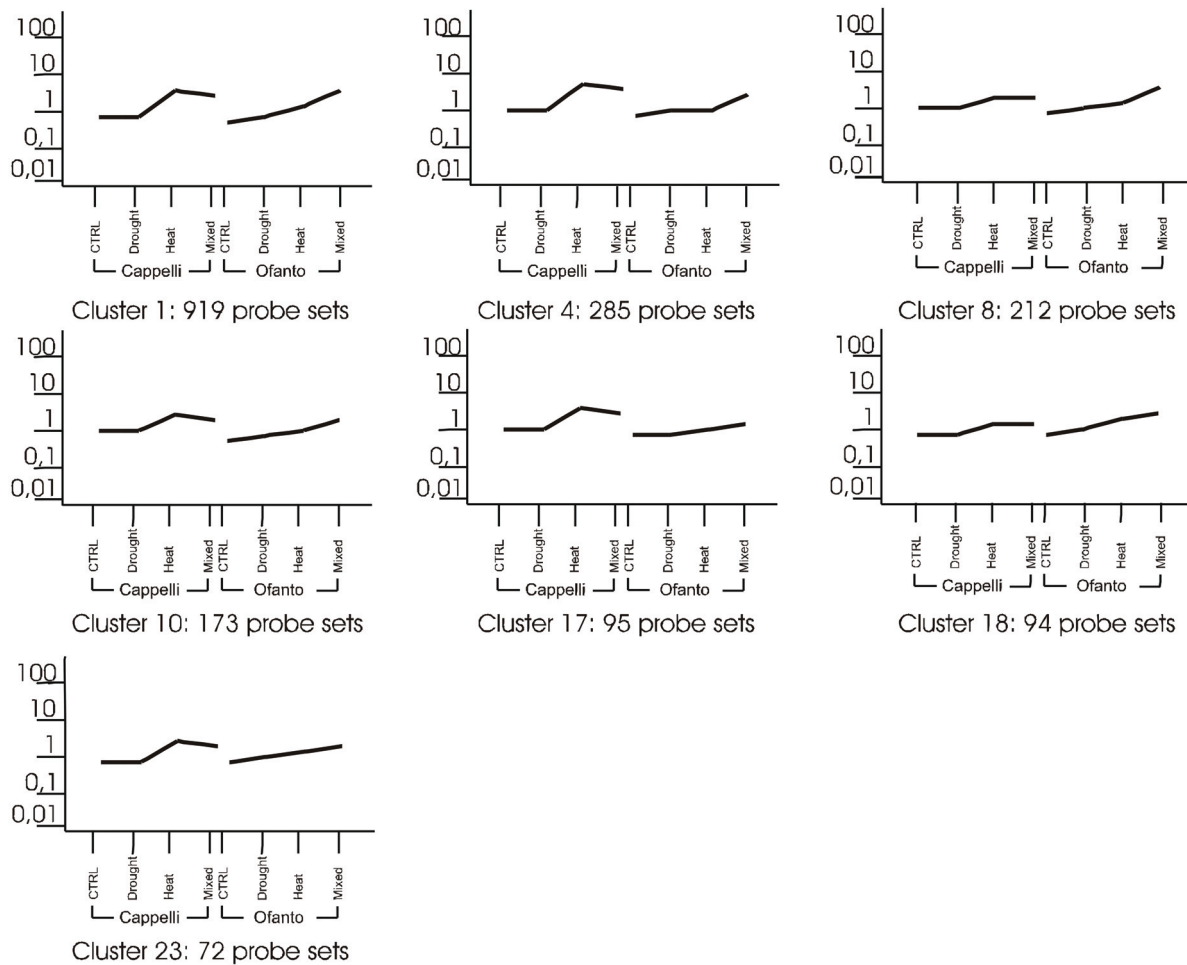 100
10
1
0,1
0,01
CTRL
Drought
Heat
Mixed
CTRL
Drought
Heat
Mixed
Cappelli
Ofanto
Cluster 1: 919 probe sets
100
10
1
0,1
0,01
CTRL
Drought
Heat
Mixed
CTRL
Drought
Heat
Mixed
Cappelli
Ofanto
Cluster 4: 285 probe sets
100
10
1
0,1
0,01
CTRL
Drought
Heat
Mixed
CTRL
Drought
Heat
Mixed
Cappelli
Ofanto
Cluster 8: 212 probe sets
100
10
1
0,1
0,01
CTRL
Drought
Heat
Mixed
CTRL
Drought
Heat
Mixed
Cappelli
Ofanto
Cluster 10: 173 probe sets
100
10
1
0,1
0,01
CTRL
Drought
Heat
Mixed
CTRL
Drought
Heat
Mixed
Cappelli
Ofanto
Cluster 17: 95 probe sets
100
10
1
0,1
0,01
CTRL
Drought
Heat
Mixed
CTRL
Drought
Heat
Mixed
Cappelli
Ofanto
Cluster 18: 94 probe sets
100
10
1
0,1
0,01
CTRL
Drought
Heat
Mixed
CTRL
Drought
Heat
Mixed
Cappelli
Ofanto
Cluster 23: 72 probe sets